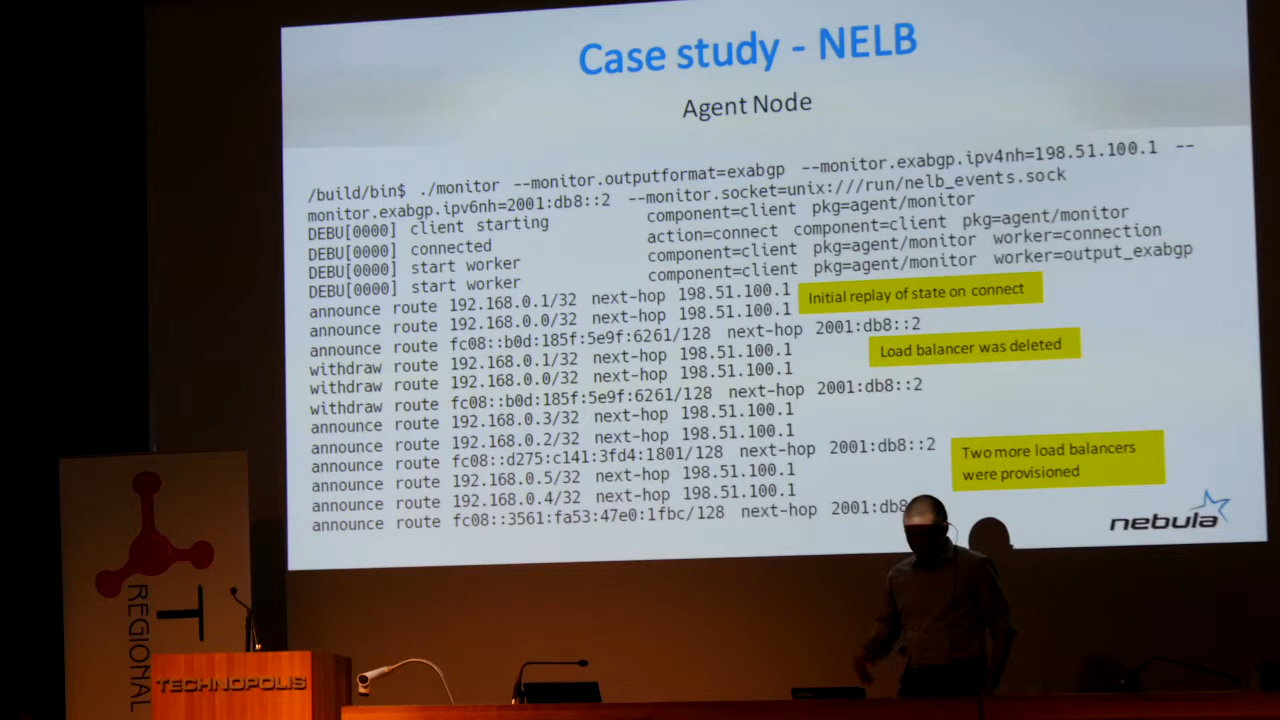 Case study - NELB
Agent Node
/build/bin$ ./monitor --monitor.outputformat=exabgp --monitor.exabgp.ipv4nh=198.51.100.1 --
monitor.exabgp.ipv6nh=2001:db8::2 --monitor.socket=unix:///run/nelb_events.sock
DEBU[0000] client starting component=client pkg=agent/monitor
DEBU[0000] connected action=connect component=client pkg=agent/monitor
DEBU[0000] start worker component=client pkg=agent/monitor worker=connection
DEBU[0000] start worker component=client pkg=agent/monitor worker=output_exabgp
announce route 192.168.0.1/32 next-hop 198.51.100.1
announce route 192.168.0.0/32 next-hop 198.51.100.1
Initial replay of state on connect
announce route fc08::b0d:185f:5e9f:6261/128 next-hop 2001:db8::2
withdraw route 192.168.0.1/32 next-hop 198.51.100.1
withdraw route 192.168.0.0/32 next-hop 198.51.100.1
Load balancer was deleted
withdraw route fc08::b0d:185f:5e9f:6261/128 next-hop 2001:db8::2
announce route 192.168.0.3/32 next-hop 198.51.100.1
announce route 192.168.0.2/32 next-hop 198.51.100.1
announce route fc08::d275:c141:3fd4:1801/128 next-hop 2001:db8::2
announce route 192.168.0.5/32 next-hop 198.51.100.1
announce route 192.168.0.4/32 next-hop 198.51.100.1
Two more load balancers
were provisioned
announce route fc08::3561:fa53:47e0:1fbc/128 next-hop 2001:db8
nebula
T
REGIONAL
TECHNOPOLIS